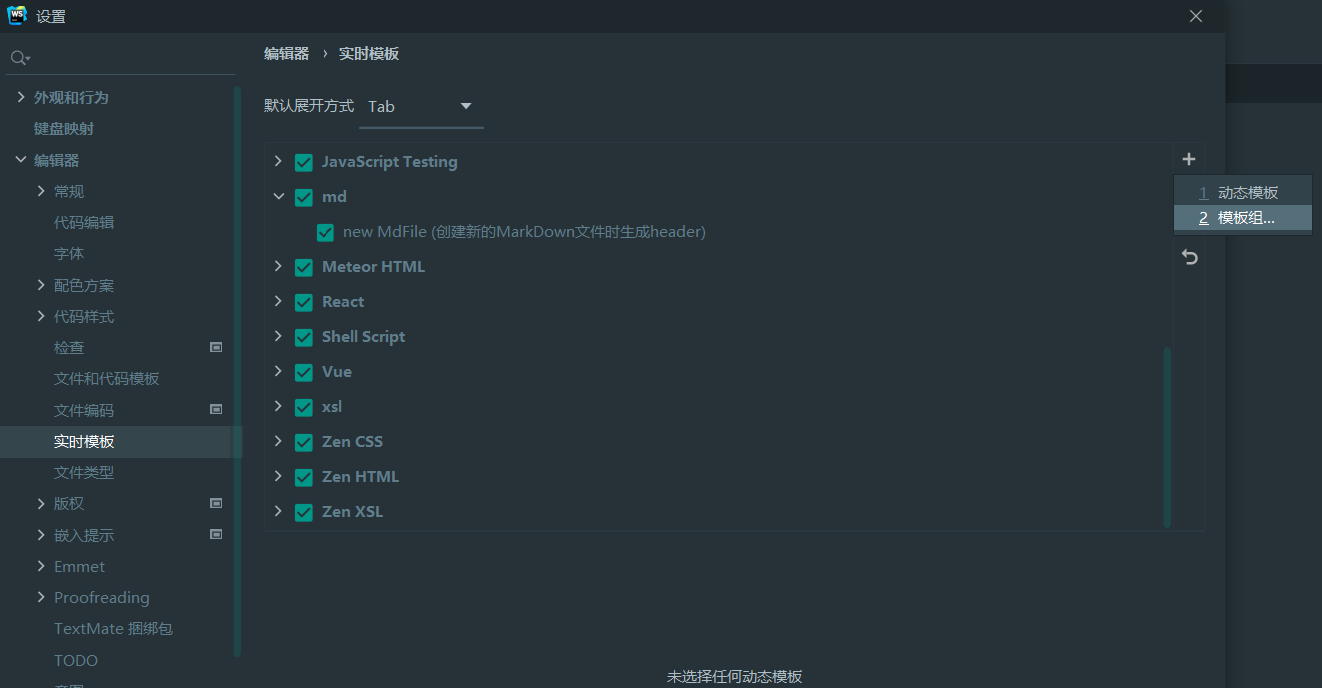 WS 设置
编辑器 › 实时模板
默认展开方式 Tab
外观和行为
键盘映射
编辑器
常规
代码编辑
字体
配色方案
代码样式
检查
文件和代码模板
文件编码
实时模板
文件类型
版权
嵌入提示
Emmet
Proofreading
TextMate 捆绑包
TODO
JavaScript Testing
md
new MdFile (创建新的MarkDown文件时生成header)
Meteor HTML
React
Shell Script
Vue
xsl
Zen CSS
Zen HTML
Zen XSL
1 动态模板
2 模板组...
未选择任何动态模板